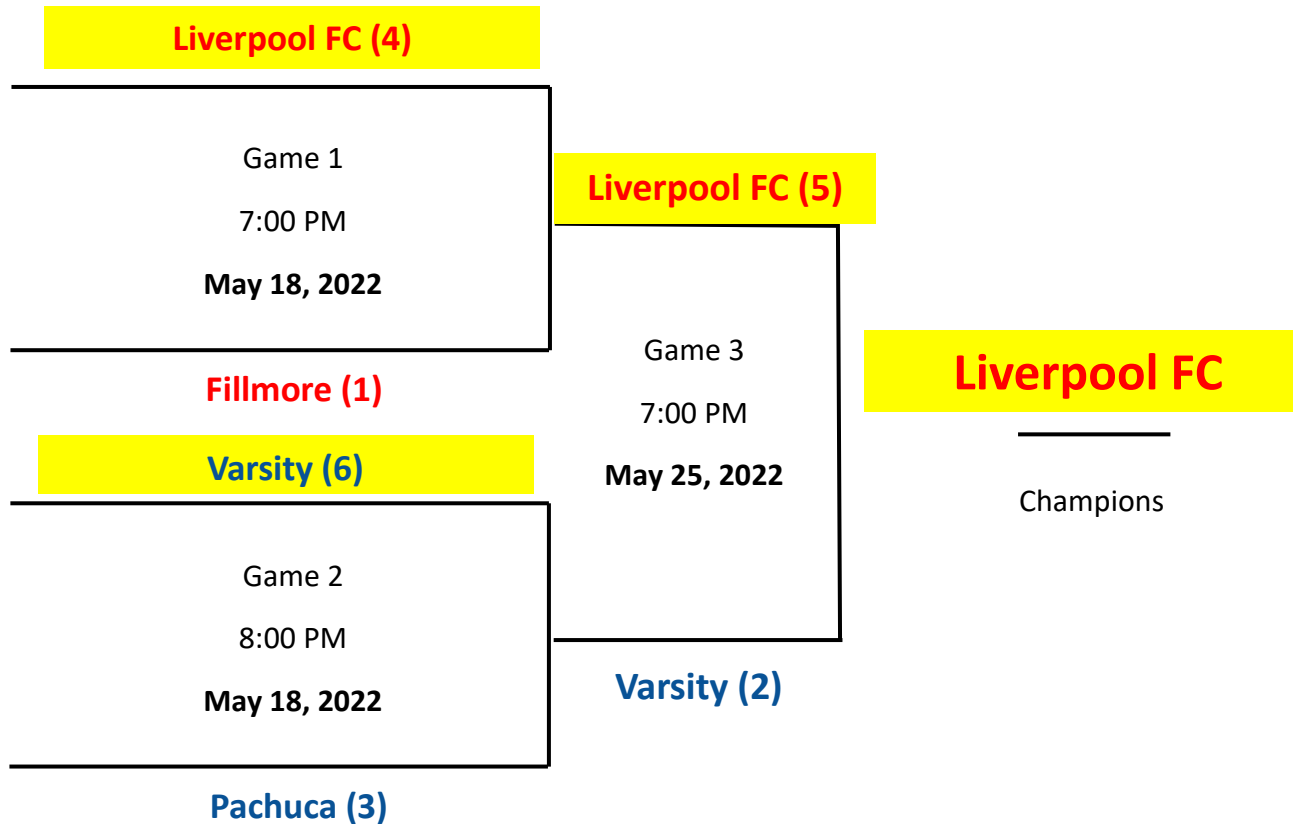 Liverpool FC (4)
Game 1
7:00 PM
May 18, 2022
Fillmore (1)
Varsity (6)
Game 2
8:00 PM
May 18, 2022
Pachuca (3)
Liverpool FC (5)
Game 3
7:00 PM
May 25, 2022
Varsity (2)
Liverpool FC
Champions